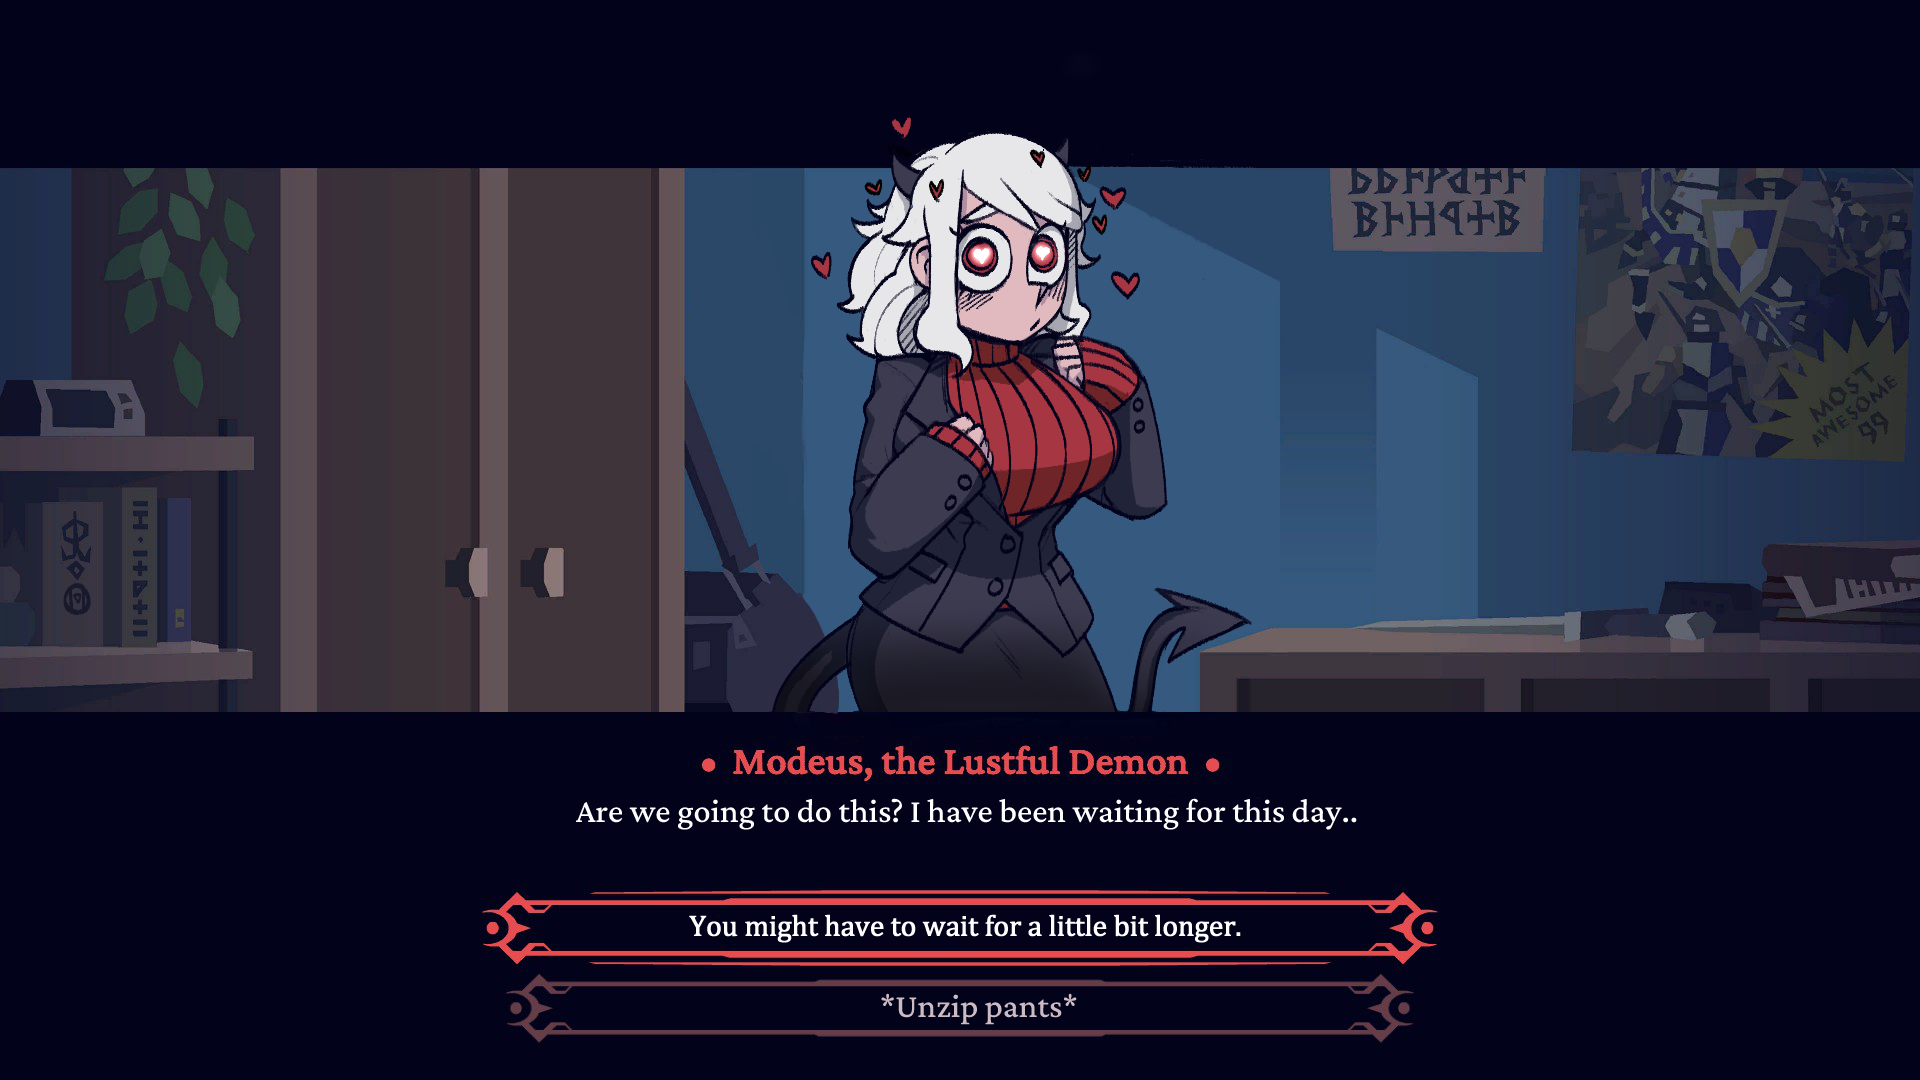 MOST
AWESOME
99
• Modeus, the Lustful Demon •
Are we going to do this? I have been waiting for this day..
You might have to wait for a little bit longer.
*Unzip pants*